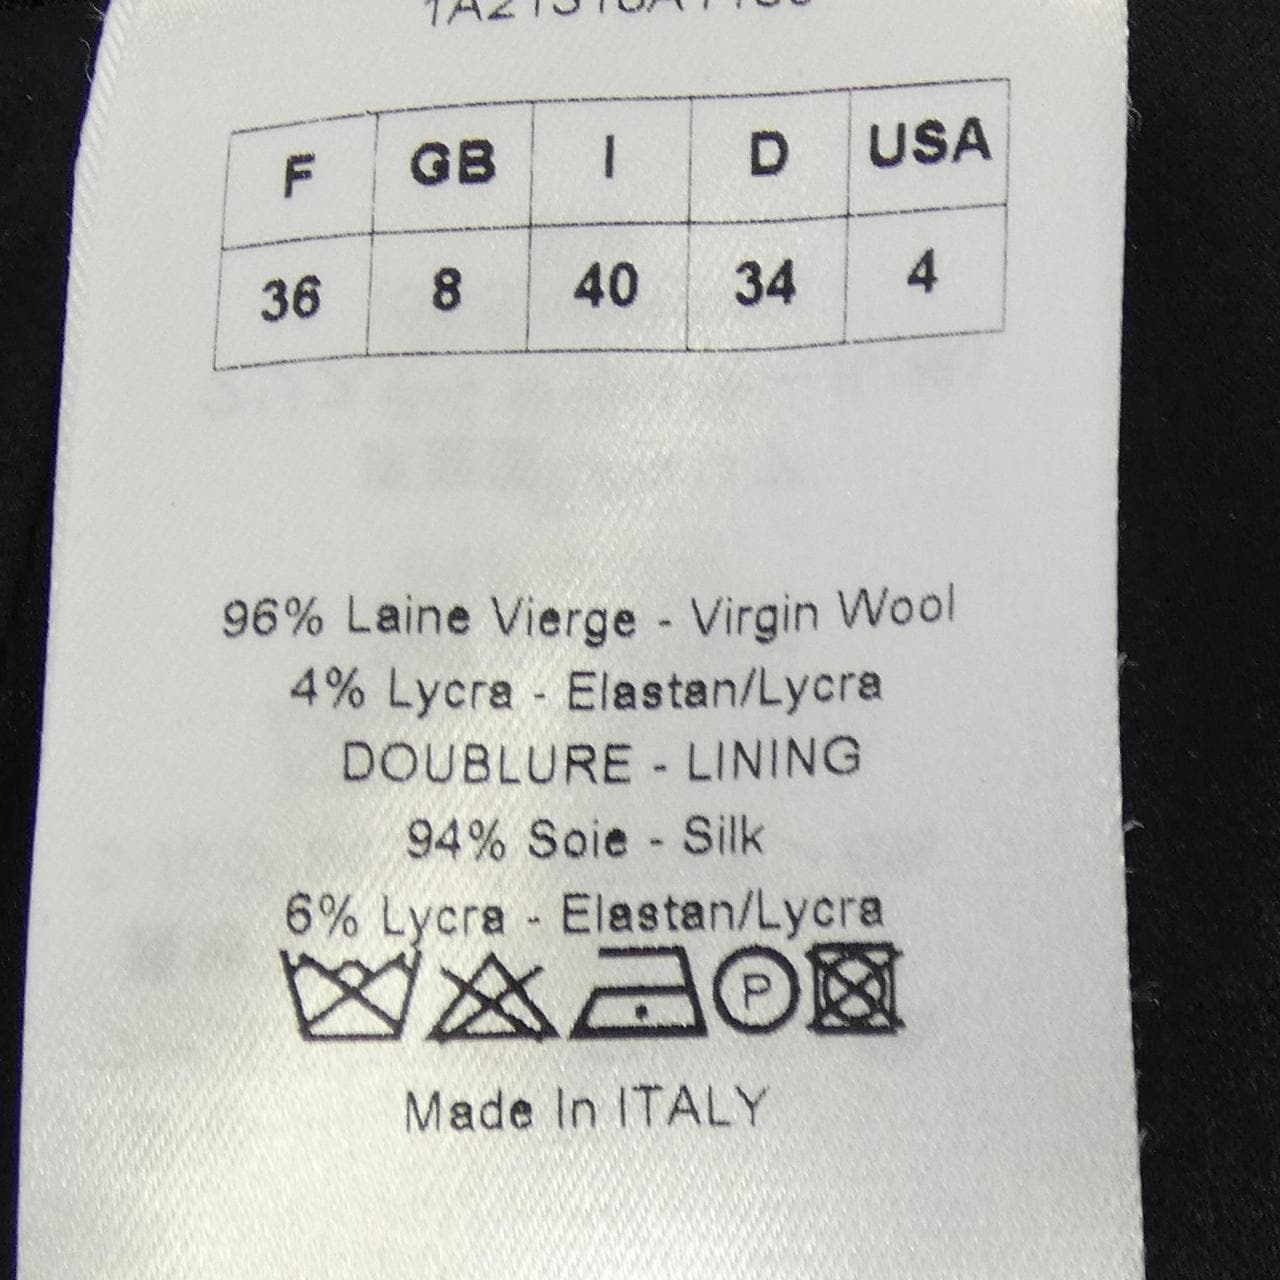 F GB I D USA
36 8 40 34 4
96% Laine Vierge - Virgin Wool
4% Lycra - Elastan/Lycra
DOUBLURE - LINING
94% Soie - Silk
6% Lycra - Elastan/Lycra
P
Made In ITALY